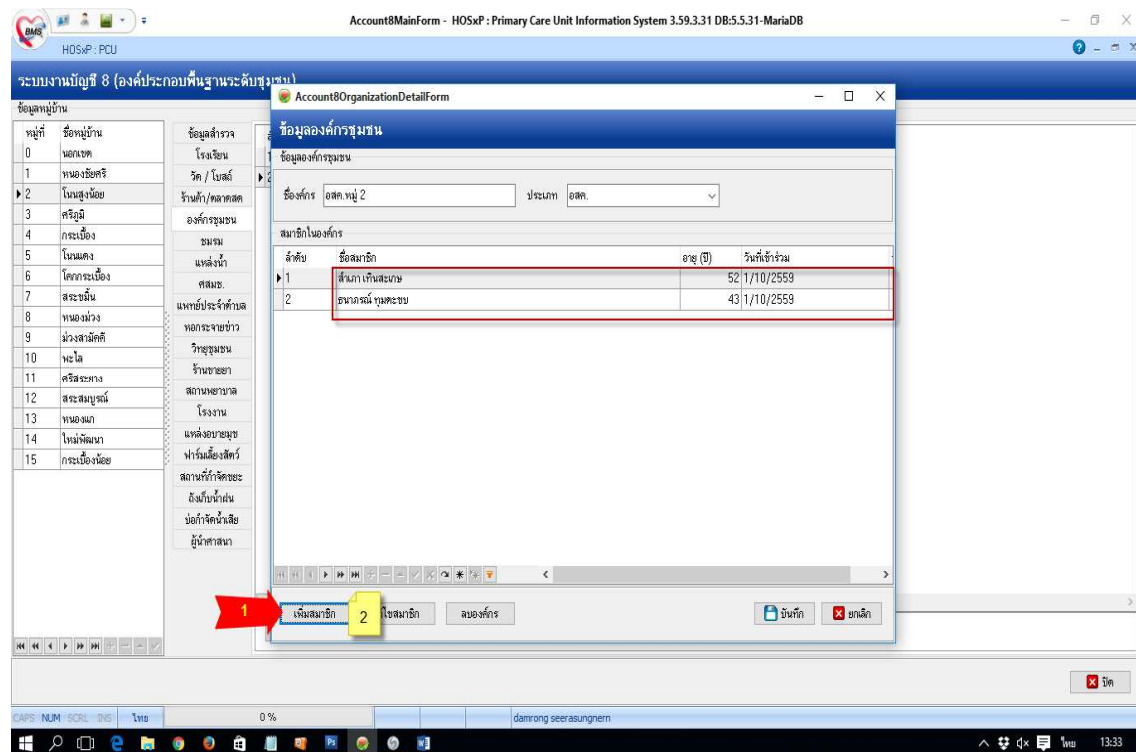 Account8MainForm - HOSxP : Primary Care Unit Information System 3.59.3.31 DB:5.5.31-MariaDB
BMS
HOSxP : PCU
ระบบงานบัญชี 8 (องค์ประกอบพื้นฐานระดับชุมชน)
ข้อมูลหมู่บ้าน
หมู่ที่ ชื่อหมู่บ้าน
0 นอกเขต
1 หนองชัยศรี
2 โนนสูงน้อย
3 ศรีภูมิ
4 กระเบื้อง
5 โนนแดง
6 โคกกระเบื้อง
7 สระขมิ้น
8 หนองม่วง
9 ม่วงสามัคคี
10 พะไล
11 ศรีสระยาง
12 สระสมบูรณ์
13 หนองแก
14 ใหม่พัฒนา
15 กระเบื้องน้อย
ข้อมูลสำรวจ
โรงเรียน
วัด / โบสถ์
ร้านค้า/ตลาดสด
องค์กรชุมชน
ชมรม
แหล่งน้ำ
ศสมช.
แพทย์ประจำตำบล
หอกระจายข่าว
วิทยุชุมชน
ร้านขายยา
สถานพยาบาล
โรงงาน
แหล่งอบายมุข
ฟาร์มเลี้ยงสัตว์
สถานที่กำจัดขยะ
ถังเก็บน้ำฝน
บ่อกำจัดน้ำเสีย
ผู้นำศาสนา
Account8OrganizationDetailForm
ข้อมูลองค์กรชุมชน
ข้อมูลองค์กรชุมชน
ชื่องค์กร อสค.หมู่ 2 ประเภท อสค.
สมาชิกในองค์กร
ลำดับ ชื่อสมาชิก อายุ (ปี) วันที่เข้าร่วม
1 สำเภา เทินสะเกษ 52 1/10/2559
2 ธนาภรณ์ ทุมตะขบ 43 1/10/2559
1 เพิ่มสมาชิก 2 ไขสมาชิก ลบองค์กร บันทึก ยกเลิก
ปิด
CAPS NUM SCRL INS ไทย 0 % damrong seerasungnern
ไทย 13:33